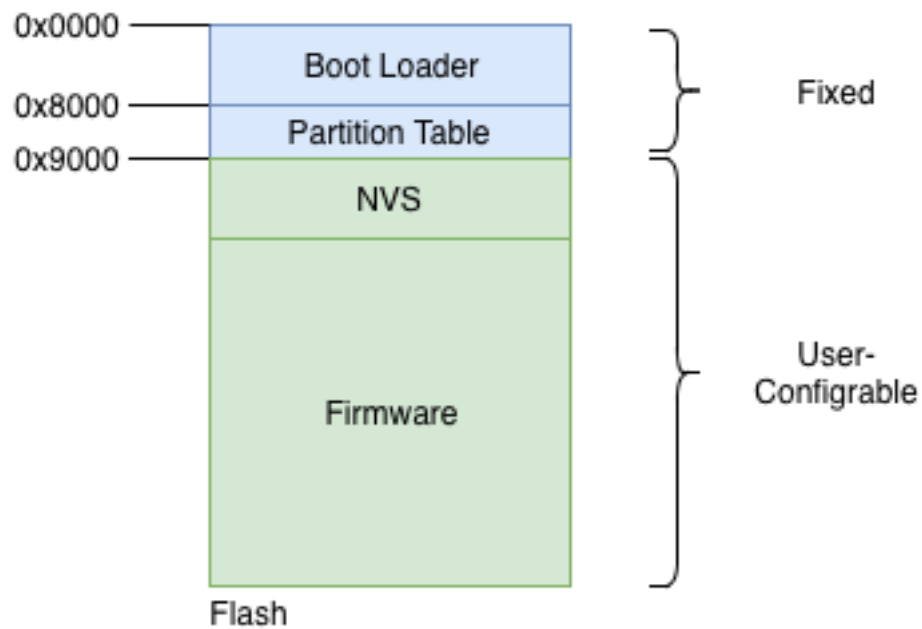 0x0000
Boot Loader
Fixed
0x8000
Partition Table
0x9000
NVS
User-
Configrable
Firmware
Flash